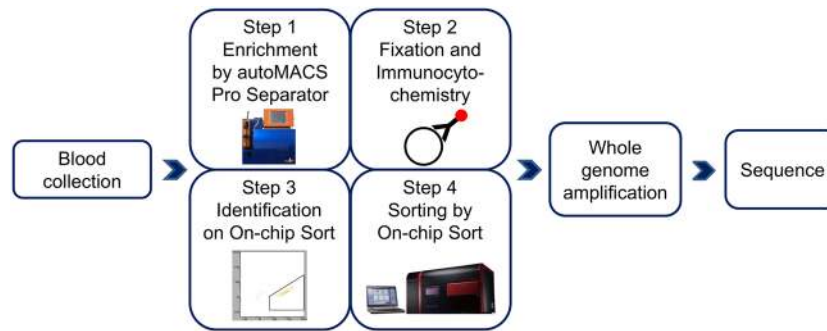 Blood
collection
Step 1
Enrichment
by autoMACS
Pro Separator
Step 2
Fixation and
Immunocyto-
chemistry
Step 3
Identification
on On-chip Sort
Step 4
Sorting by
On-chip Sort
Whole
genome
amplification
Sequence